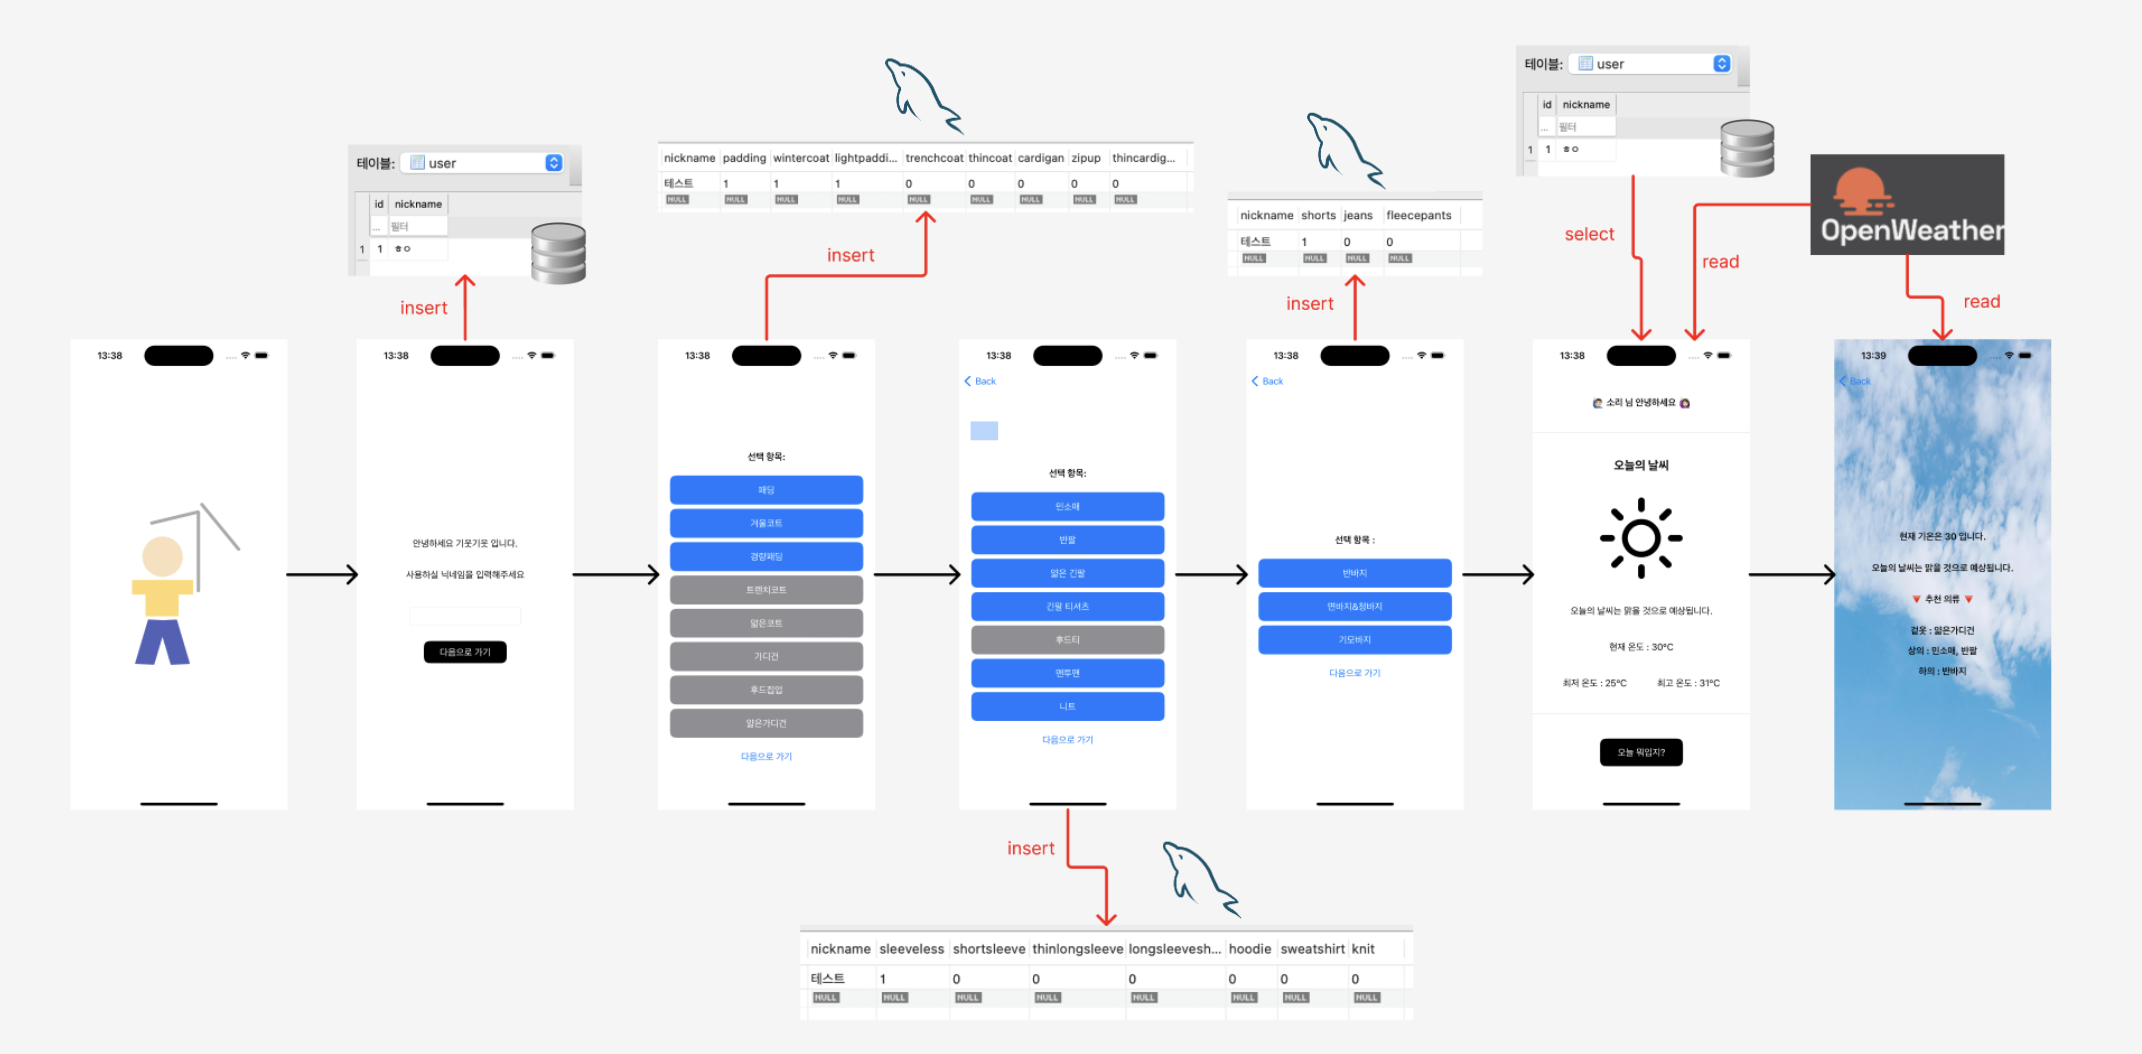 테이블: user
id nickname
... 필터
1 1 ㅎㅇ
insert
nickname padding wintercoat lightpaddi... trenchcoat thincoat cardigan zipup thincardig...
테스트 1 1 1 0 0 0 0 0
NULL NULL NULL NULL NULL NULL NULL NULL NULL
insert
nickname shorts jeans fleecepants
테스트 1 0 0
NULL NULL NULL NULL
insert
테이블: user
id nickname
... 필터
1 1 ㅎㅇ
select
OpenWeather
read
read
13:38
13:38
안녕하세요 기웃기웃 입니다.
사용하실 닉네임을 입력해주세요
다음으로 가기
13:38
선택 항목:
패딩
겨울코트
경량패딩
트렌치코트
얇은코트
가디건
후드집업
얇은가디건
다음으로 가기
13:38
Back
선택 항목:
민소매
반팔
얇은 긴팔
긴팔 티셔츠
후드티
맨투맨
니트
다음으로 가기
13:38
Back
선택 항목 :
반바지
면바지&청바지
기모바지
다음으로 가기
13:38
소리 님 안녕하세요
오늘의 날씨
오늘의 날씨는 맑을 것으로 예상됩니다.
현재 온도 : 30°C
최저 온도 : 25°C 최고 온도 : 31°C
오늘 뭐입지?
13:39
Back
현재 기온은 30 입니다.
오늘의 날씨는 맑을 것으로 예상됩니다.
추천 의류
겉옷 : 얇은가디건
상의 : 민소매, 반팔
하의 : 반바지
insert
nickname sleeveless shortsleeve thinlongsleeve longsleevesh... hoodie sweatshirt knit
테스트 1 0 0 0 0 0 0
NULL NULL NULL NULL NULL NULL NULL NULL